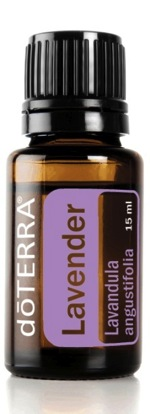 dōTERRA®
Lavender
Lavandula
angustifolia
15 ml